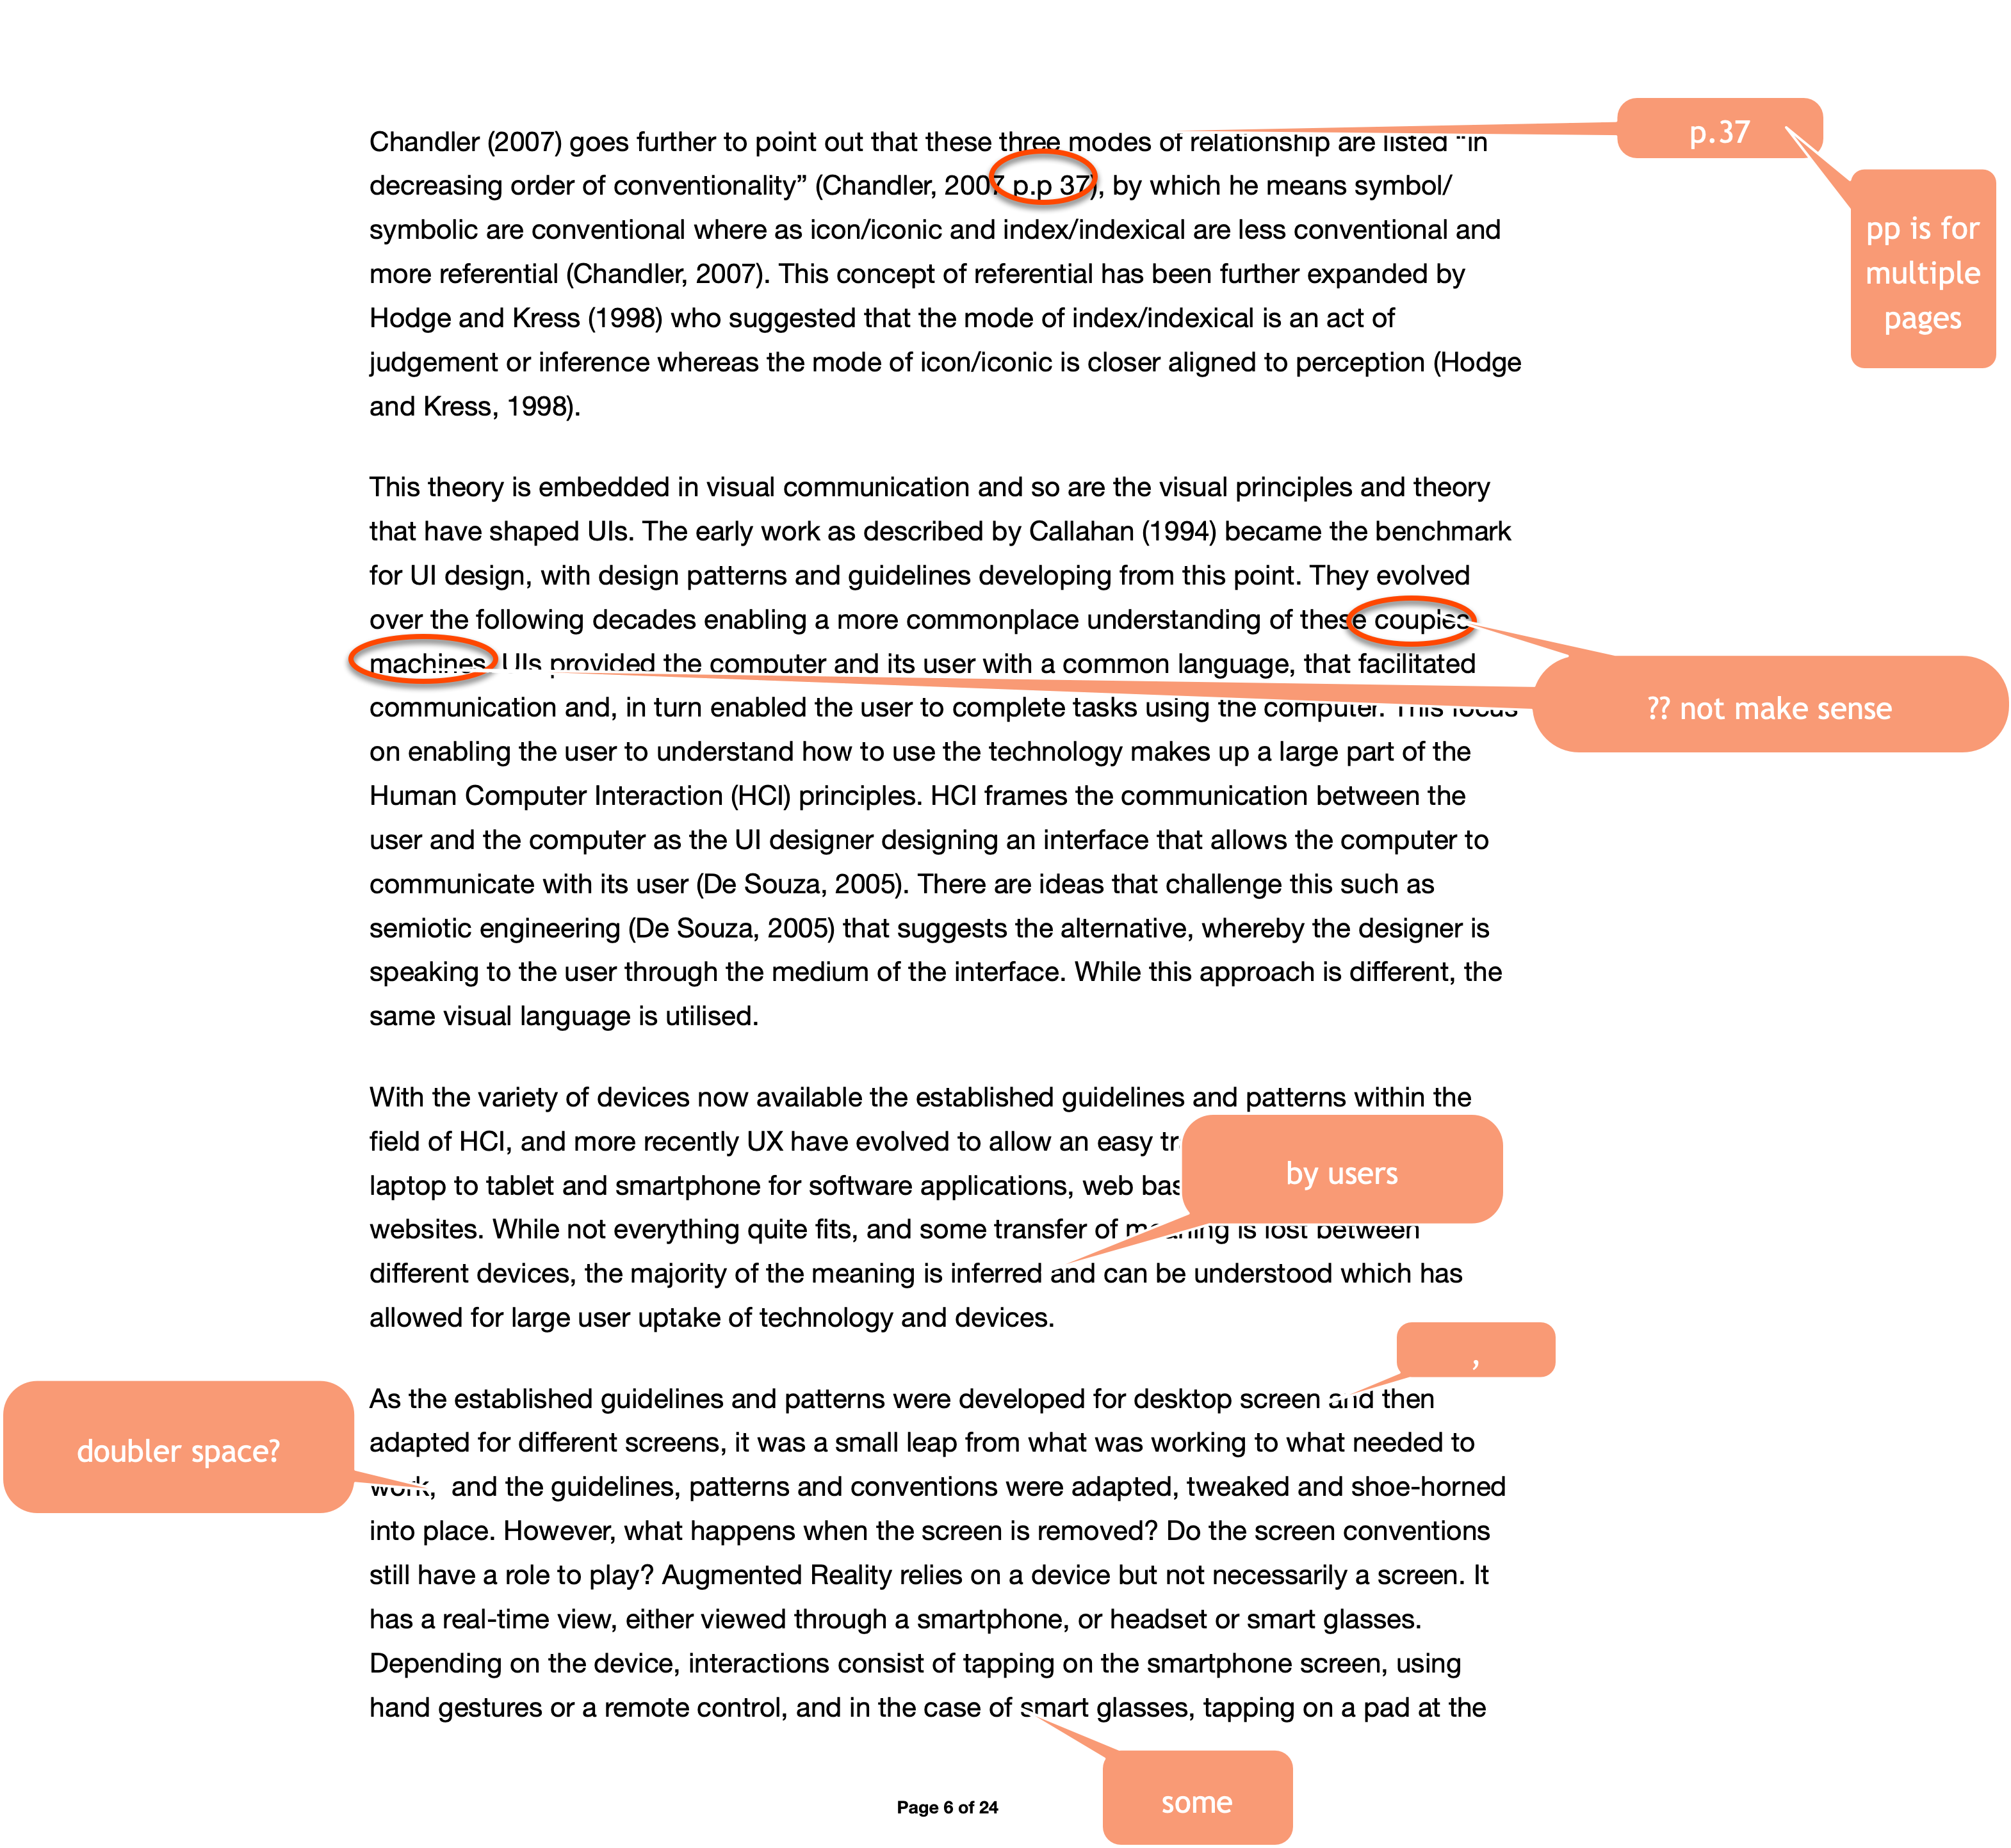 Chandler (2007) goes further to point out that these three modes of relationship are listed “in
p.37
decreasing order of conventionality” (Chandler, 2007 p.p 37), by which he means symbol/
pp is for
multiple
pages
symbolic are conventional where as icon/iconic and index/indexical are less conventional and
more referential (Chandler, 2007). This concept of referential has been further expanded by
Hodge and Kress (1998) who suggested that the mode of index/indexical is an act of
judgement or inference whereas the mode of icon/iconic is closer aligned to perception (Hodge
and Kress, 1998).
This theory is embedded in visual communication and so are the visual principles and theory
that have shaped UIs. The early work as described by Callahan (1994) became the benchmark
for UI design, with design patterns and guidelines developing from this point. They evolved
over the following decades enabling a more commonplace understanding of these couples
machines. UIs provided the computer and its user with a common language, that facilitated
?? not make sense
communication and, in turn enabled the user to complete tasks using the computer. This focus
on enabling the user to understand how to use the technology makes up a large part of the
Human Computer Interaction (HCI) principles. HCI frames the communication between the
user and the computer as the UI designer designing an interface that allows the computer to
communicate with its user (De Souza, 2005). There are ideas that challenge this such as
semiotic engineering (De Souza, 2005) that suggests the alternative, whereby the designer is
speaking to the user through the medium of the interface. While this approach is different, the
same visual language is utilised.
With the variety of devices now available the established guidelines and patterns within the
field of HCI, and more recently UX have evolved to allow an easy
by users
laptop to tablet and smartphone for software applications, web
websites. While not everything quite fits, and some transfer of meaning is lost between
different devices, the majority of the meaning is inferred and can be understood which has
allowed for large user uptake of technology and devices.
,
As the established guidelines and patterns were developed for desktop screen and then
adapted for different screens, it was a small leap from what was working to what needed to
doubler space?
work,  and the guidelines, patterns and conventions were adapted, tweaked and shoe-horned
into place. However, what happens when the screen is removed? Do the screen conventions
still have a role to play? Augmented Reality relies on a device but not necessarily a screen. It
has a real-time view, either viewed through a smartphone, or headset or smart glasses.
Depending on the device, interactions consist of tapping on the smartphone screen, using
hand gestures or a remote control, and in the case of smart glasses, tapping on a pad at the
some
Page 6 of 24